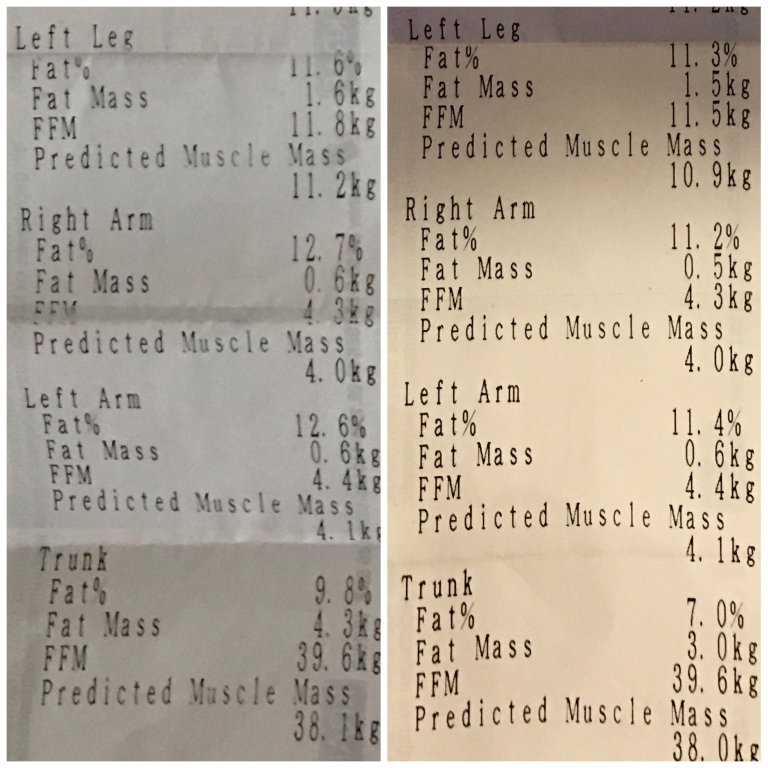 Left Leg
Fat% 11. 6%
Fat Mass 1. 6kg
FFM 11. 8kg
Predicted Muscle Mass
11. 2kg
Right Arm
Fat% 12. 7%
Fat Mass 0. 6kg
FFM 4. 3kg
Predicted Muscle Mass
4. 0kg
Left Arm
Fat% 12. 6%
Fat Mass 0. 6kg
FFM 4. 4kg
Predicted Muscle Mass
4. 1kg
Trunk
Fat% 9. 8%
Fat Mass 4. 3kg
FFM 39. 6kg
Predicted Muscle Mass
38. 1kg
Left Leg
Fat% 11. 3%
Fat Mass 1. 5kg
FFM 11. 5kg
Predicted Muscle Mass
10. 9kg
Right Arm
Fat% 11. 2%
Fat Mass 0. 5kg
FFM 4. 3kg
Predicted Muscle Mass
4. 0kg
Left Arm
Fat% 11. 4%
Fat Mass 0. 6kg
FFM 4. 4kg
Predicted Muscle Mass
4. 1kg
Trunk
Fat% 7. 0%
Fat Mass 3. 0kg
FFM 39. 6kg
Predicted Muscle Mass
38. 0kg